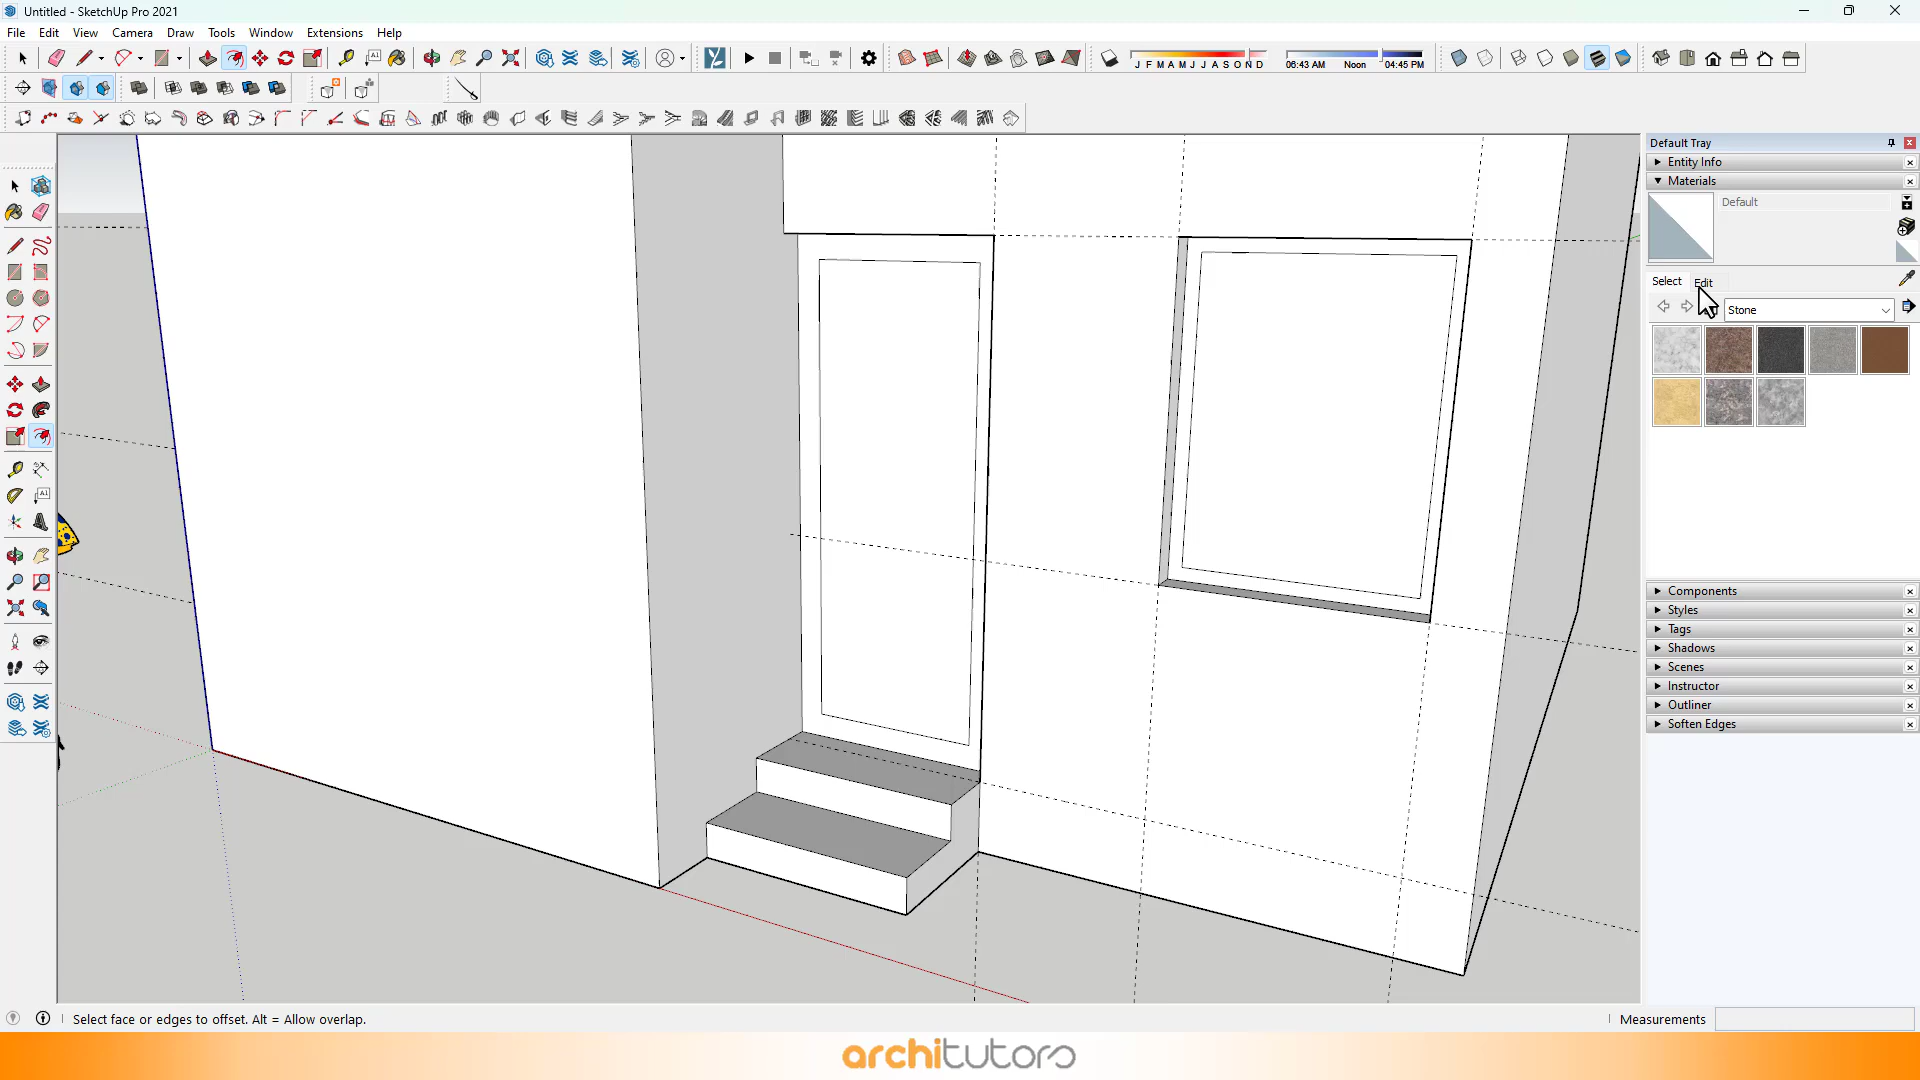 Untitled - SketchUp Pro 2021
File Edit View Camera Draw Tools Window Extensions Help
J F M A M J J A S O N D 06:43 AM Noon 04:45 PM
Default Tray
Entity Info
Materials
Default
Select Edit
Stone
Components
Styles
Tags
Shadows
Scenes
Instructor
Outliner
Soften Edges
Select face or edges to offset. Alt = Allow overlap.
Measurements
architutors